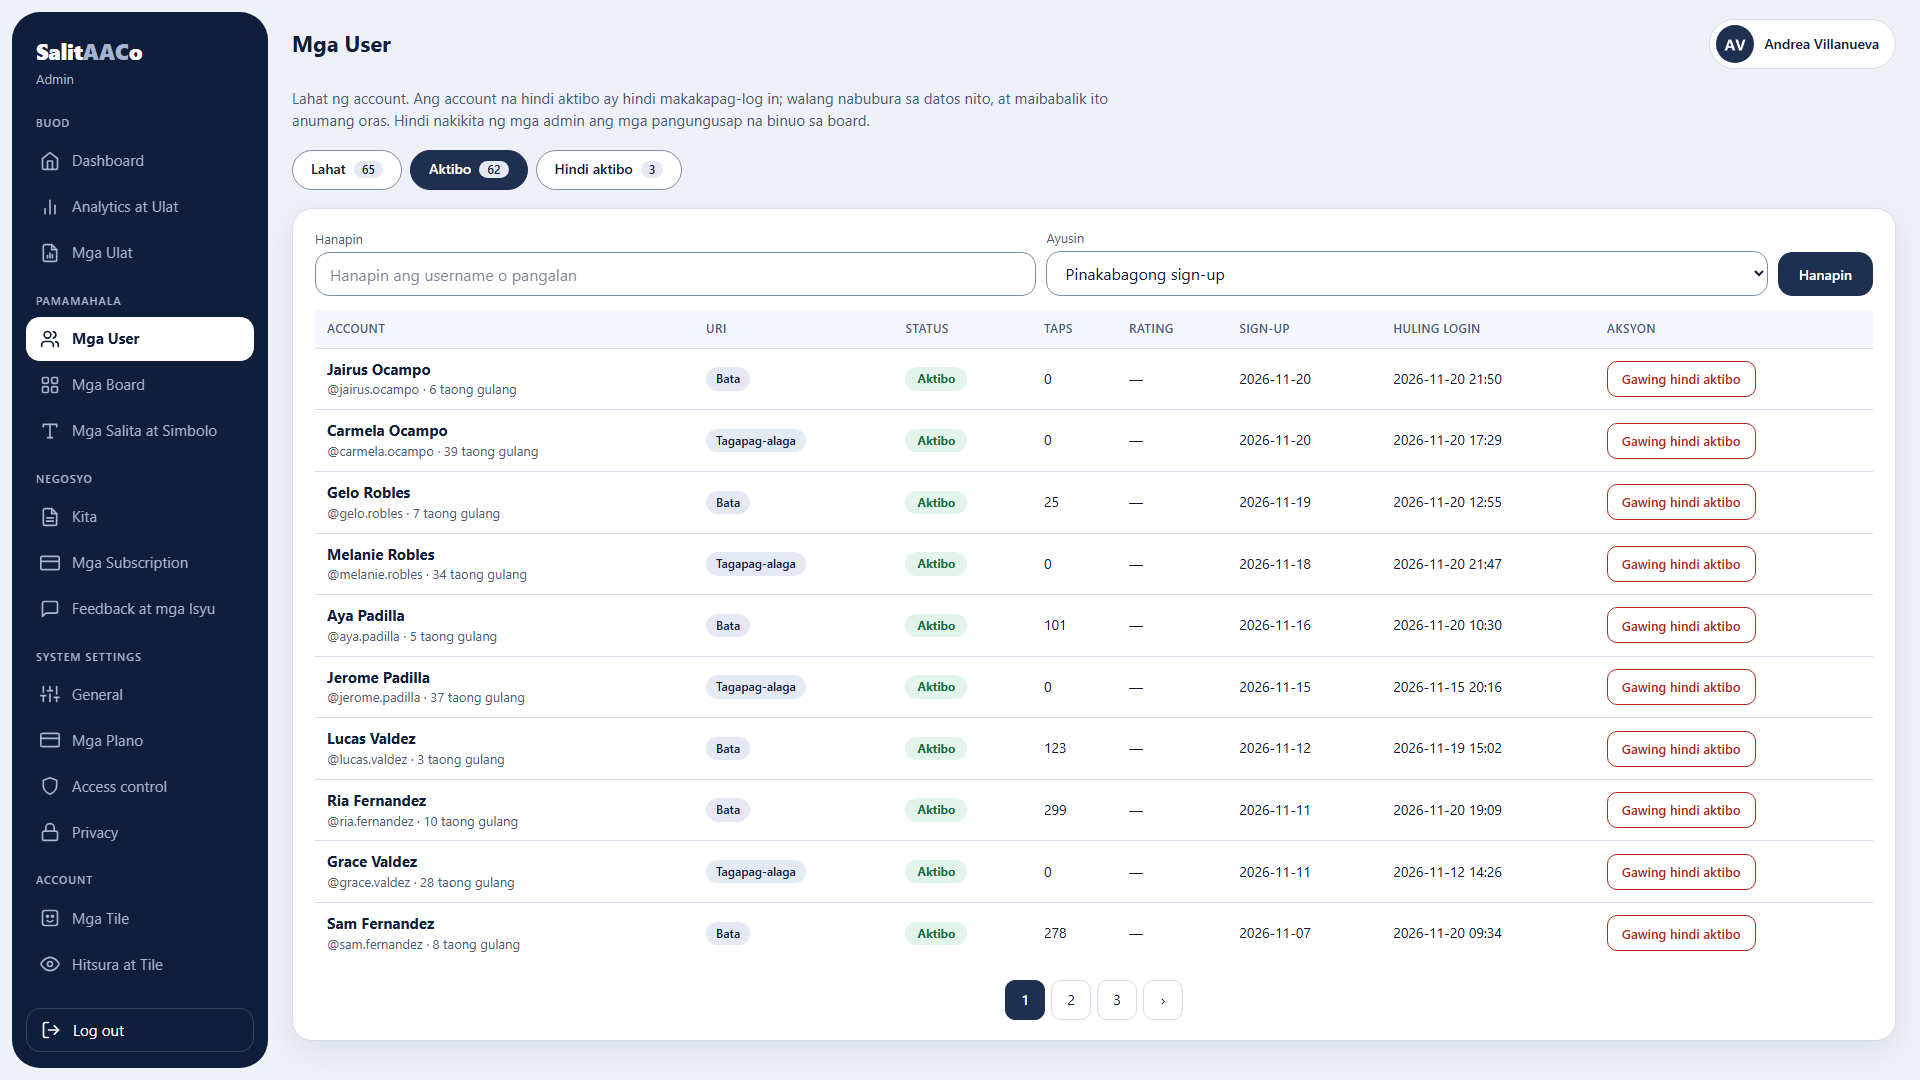 SalitAACo
Admin
BUOD
Dashboard
Analytics at Ulat
Mga Ulat
PAMAMAHALA
Mga User
Mga Board
Mga Salita at Simbolo
NEGOSYO
Kita
Mga Subscription
Feedback at mga Isyu
SYSTEM SETTINGS
General
Mga Plano
Access control
Privacy
ACCOUNT
Mga Tile
Hitsura at Tile
Log out
Mga User
AV Andrea Villanueva
Lahat ng account. Ang account na hindi aktibo ay hindi makakapag-log in; walang nabubura sa datos nito, at maibabalik ito
anumang oras. Hindi nakikita ng mga admin ang mga pangungusap na binuo sa board.
Lahat 65 Aktibo 62 Hindi aktibo 3
Hanapin
Hanapin ang username o pangalan
Ayusin
Pinakabagong sign-up
Hanapin
ACCOUNT URI STATUS TAPS RATING SIGN-UP HULING LOGIN AKSYON
Jairus Ocampo
@jairus.ocampo · 6 taong gulang
Bata Aktibo 0 — 2026-11-20 2026-11-20 21:50 Gawing hindi aktibo
Carmela Ocampo
@carmela.ocampo · 39 taong gulang
Tagapag-alaga Aktibo 0 — 2026-11-20 2026-11-20 17:29 Gawing hindi aktibo
Gelo Robles
@gelo.robles · 7 taong gulang
Bata Aktibo 25 — 2026-11-19 2026-11-20 12:55 Gawing hindi aktibo
Melanie Robles
@melanie.robles · 34 taong gulang
Tagapag-alaga Aktibo 0 — 2026-11-18 2026-11-20 21:47 Gawing hindi aktibo
Aya Padilla
@aya.padilla · 5 taong gulang
Bata Aktibo 101 — 2026-11-16 2026-11-20 10:30 Gawing hindi aktibo
Jerome Padilla
@jerome.padilla · 37 taong gulang
Tagapag-alaga Aktibo 0 — 2026-11-15 2026-11-15 20:16 Gawing hindi aktibo
Lucas Valdez
@lucas.valdez · 3 taong gulang
Bata Aktibo 123 — 2026-11-12 2026-11-19 15:02 Gawing hindi aktibo
Ria Fernandez
@ria.fernandez · 10 taong gulang
Bata Aktibo 299 — 2026-11-11 2026-11-20 19:09 Gawing hindi aktibo
Grace Valdez
@grace.valdez · 28 taong gulang
Tagapag-alaga Aktibo 0 — 2026-11-11 2026-11-12 14:26 Gawing hindi aktibo
Sam Fernandez
@sam.fernandez · 8 taong gulang
Bata Aktibo 278 — 2026-11-07 2026-11-20 09:34 Gawing hindi aktibo
1 2 3 ›